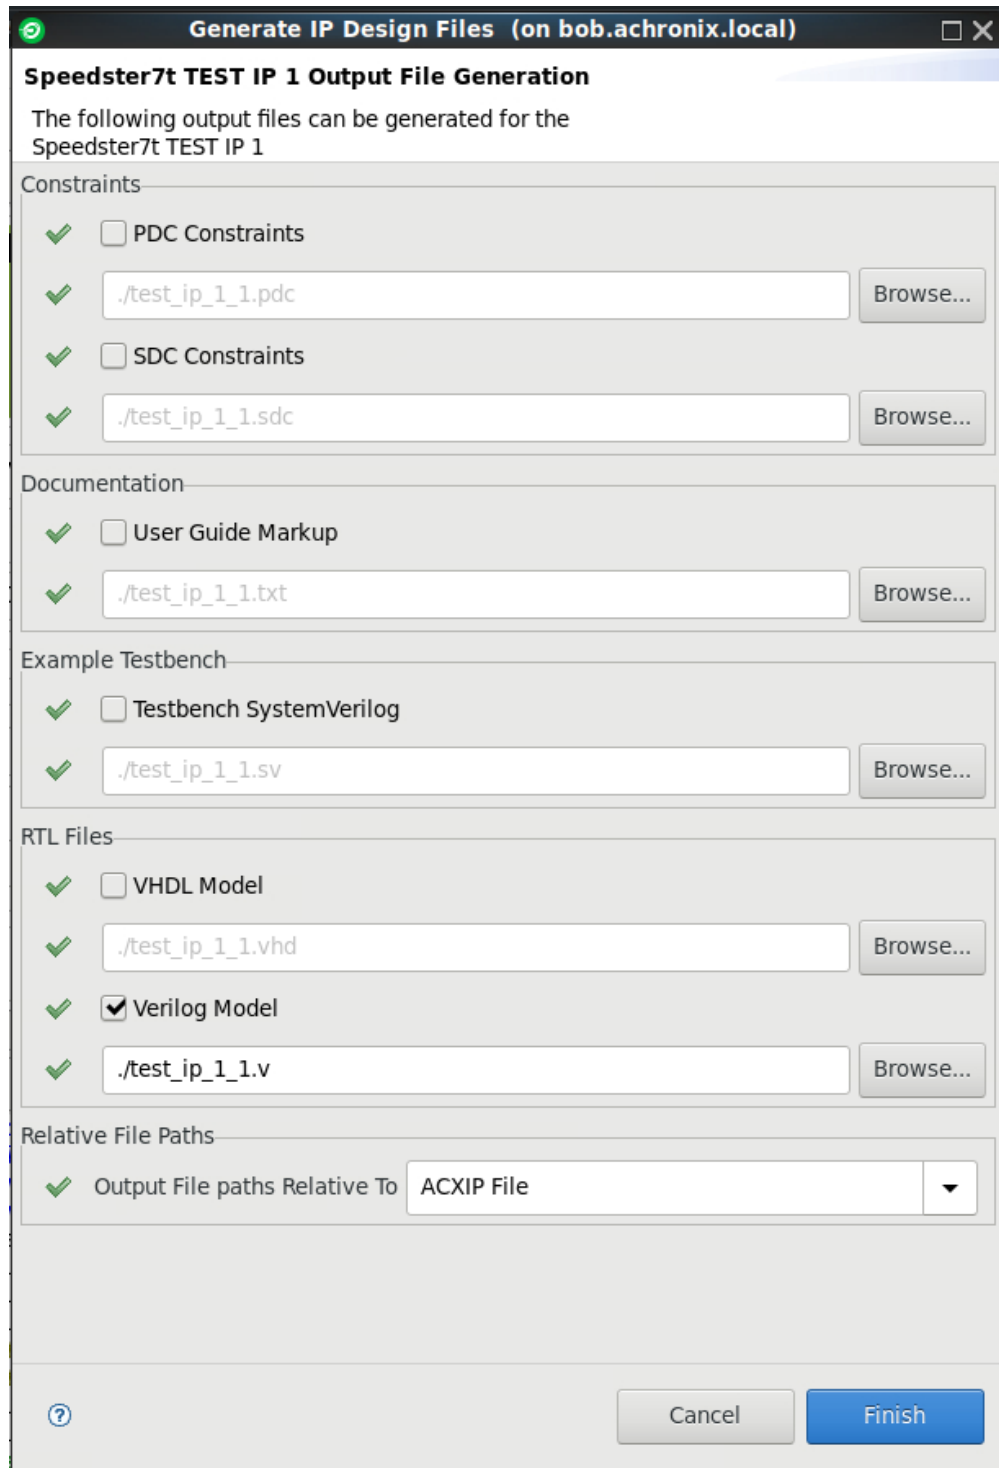 Generate IP Design Files  (on bob.achronix.local)
Speedster7t TEST IP 1 Output File Generation
The following output files can be generated for the
Speedster7t TEST IP 1
Constraints
PDC Constraints
./test_ip_1_1.pdc Browse...
SDC Constraints
./test_ip_1_1.sdc Browse...
Documentation
User Guide Markup
./test_ip_1_1.txt Browse...
Example Testbench
Testbench SystemVerilog
./test_ip_1_1.sv Browse...
RTL Files
VHDL Model
./test_ip_1_1.vhd Browse...
Verilog Model
./test_ip_1_1.v Browse...
Relative File Paths
Output File paths Relative To ACXIP File
? Cancel Finish